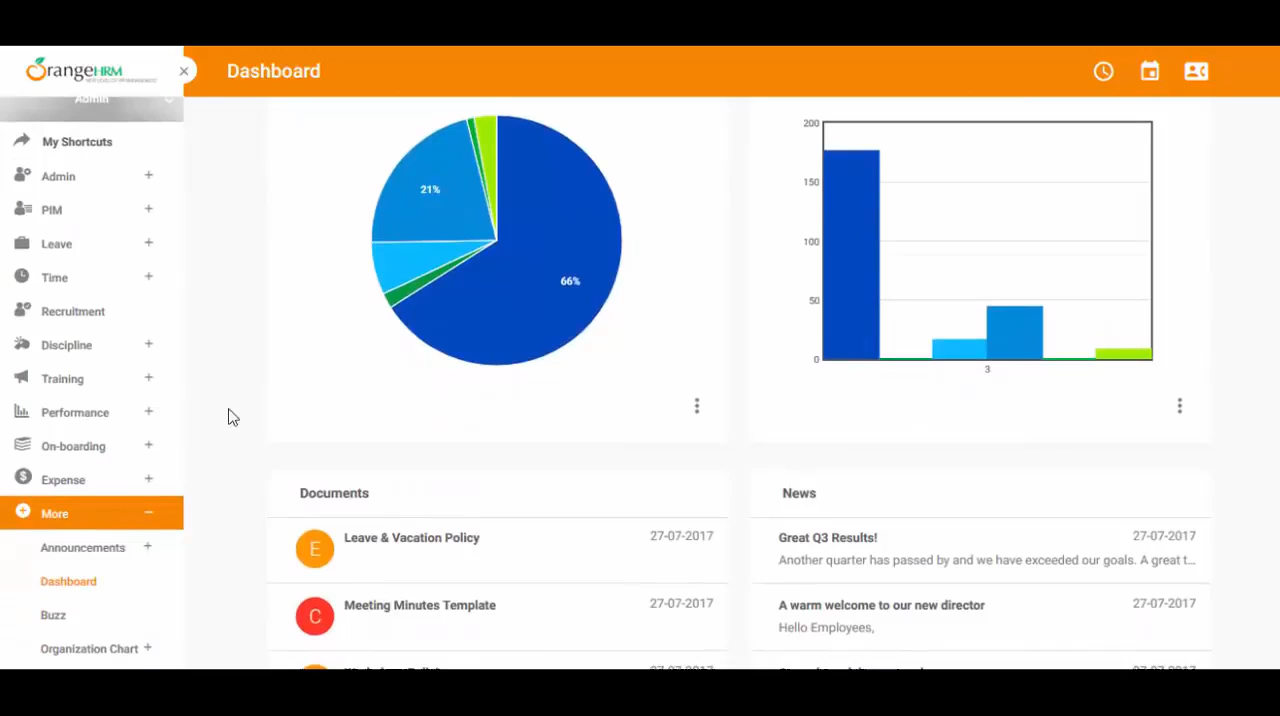 OrangeHRM
Dashboard
Admin
My Shortcuts
Admin
PIM
Leave
Time
Recruitment
Discipline
Training
Performance
On-boarding
Expense
More
Announcements
Dashboard
Buzz
Organization Chart
21%
66%
200
150
100
50
0
3
Documents
E
Leave & Vacation Policy
27-07-2017
C
Meeting Minutes Template
27-07-2017
News
Great Q3 Results!
27-07-2017
Another quarter has passed by and we have exceeded our goals. A great t...
A warm welcome to our new director
27-07-2017
Hello Employees,